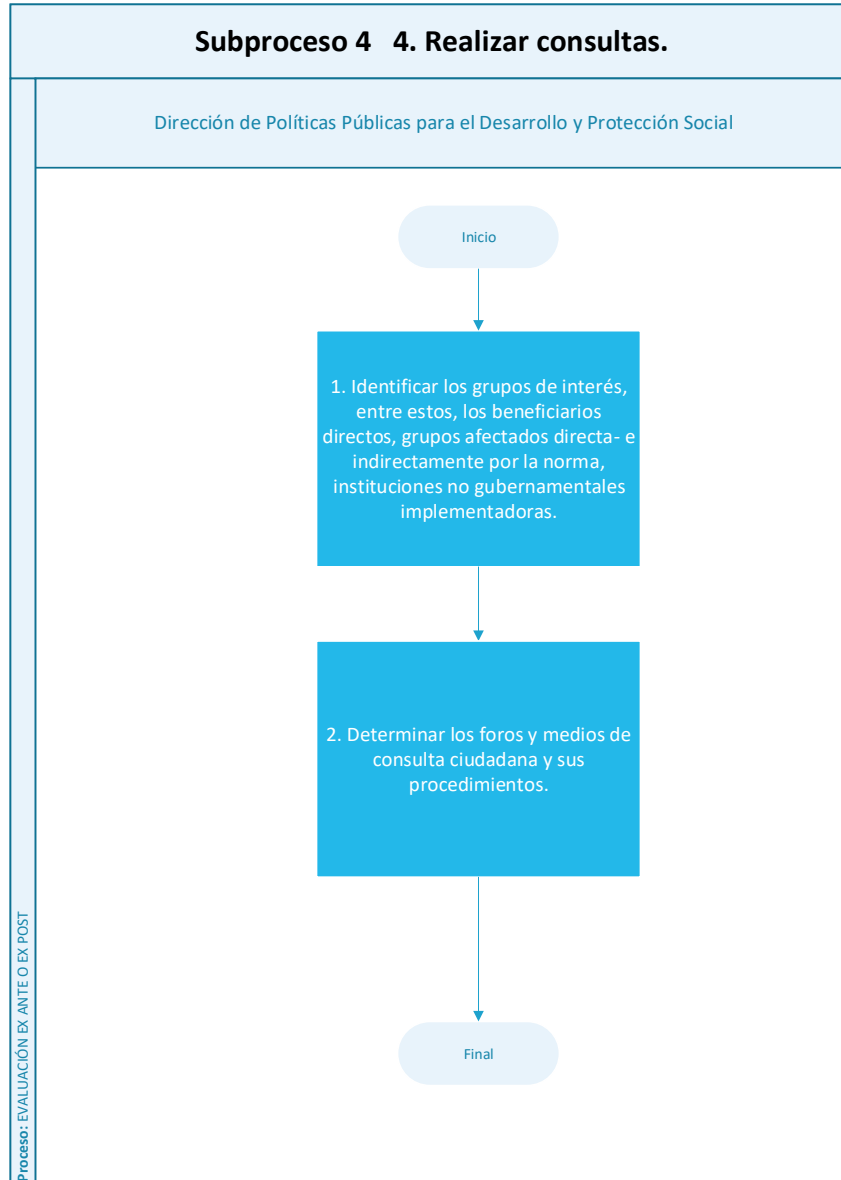 Subproceso 4   4. Realizar consultas.
Dirección de Políticas Públicas para el Desarrollo y Protección Social
Inicio
1. Identificar los grupos de interés,
entre estos, los beneficiarios
directos, grupos afectados directa- e
indirectamente por la norma,
instituciones no gubernamentales
implementadoras.
2. Determinar los foros y medios de
consulta ciudadana y sus
procedimientos.
Final
Proceso: EVALUACIÓN EX ANTE O EX POST